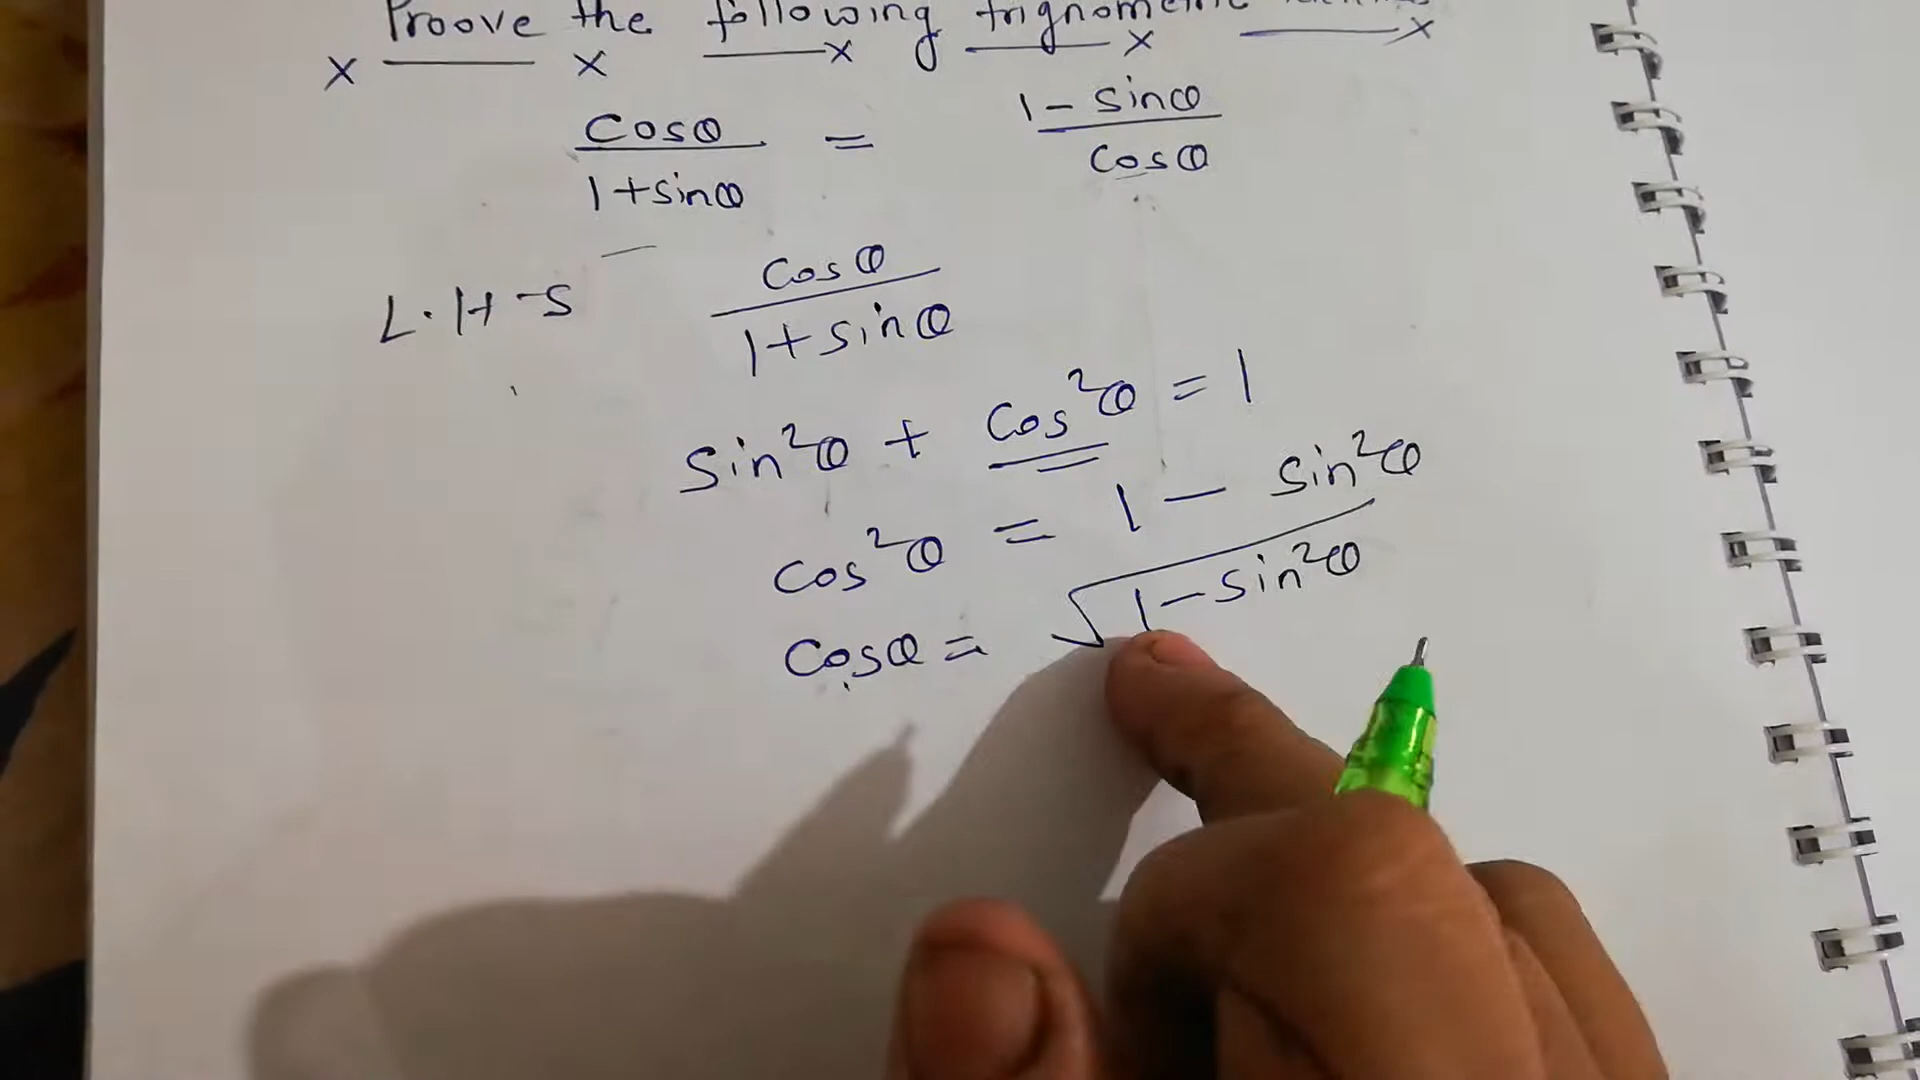 Proove the following
cosθ / 1+sinθ = 1-sinθ / cosθ
L.H-S cosθ / 1+sinθ
sin²θ + cos²θ = 1
cos²θ = 1 - sin²θ
cosθ = √1-sin²θ